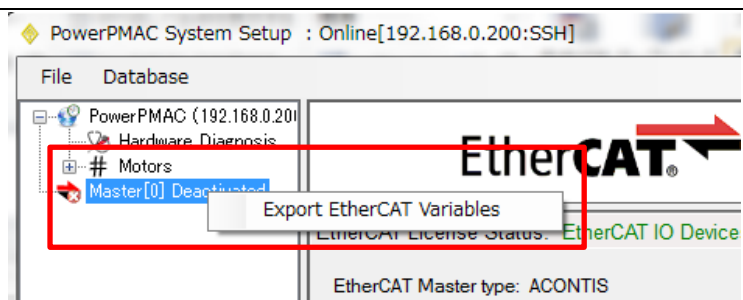 PowerPMAC System Setup : Online[192.168.0.200:SSH]
File Database
PowerPMAC (192.168.0.20
Hardware Diagnosis
Motors
Master[0] Deactivated
Export EtherCAT Variables
EtherCAT®
EtherCAT License Status: EtherCAT IO Device
EtherCAT Master type: ACONTIS